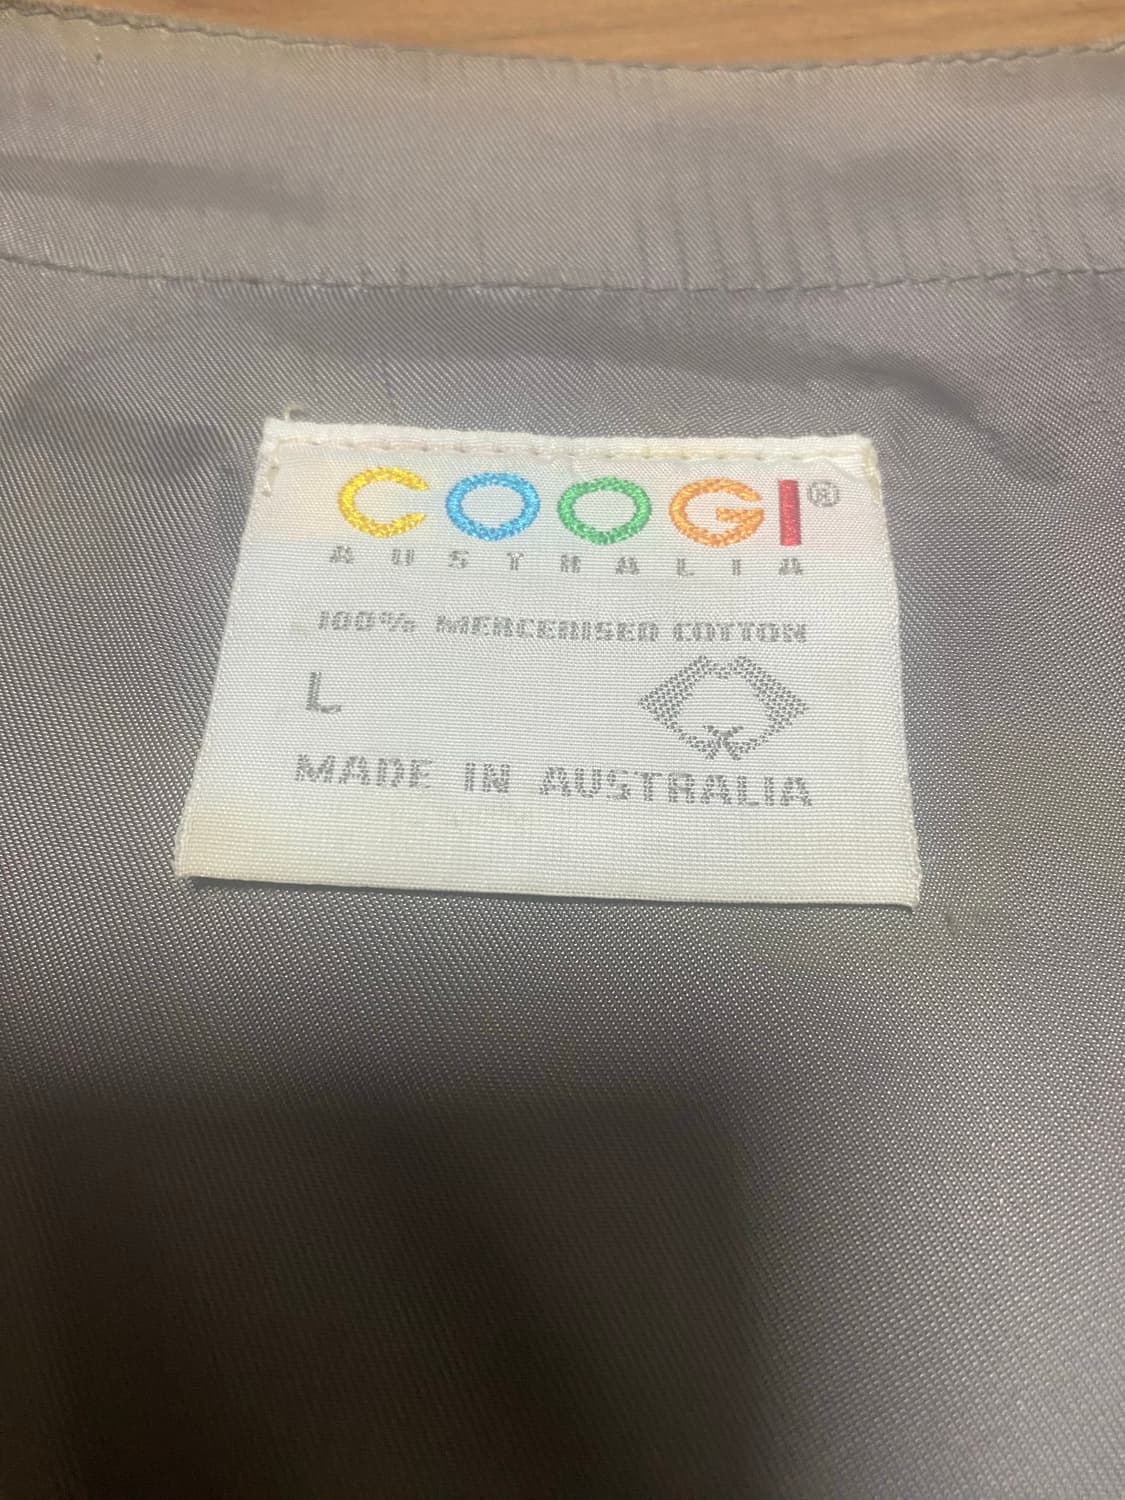 COOGI®
AUSTRALIA
100% MERCERISED COTTON
L
MADE IN AUSTRALIA